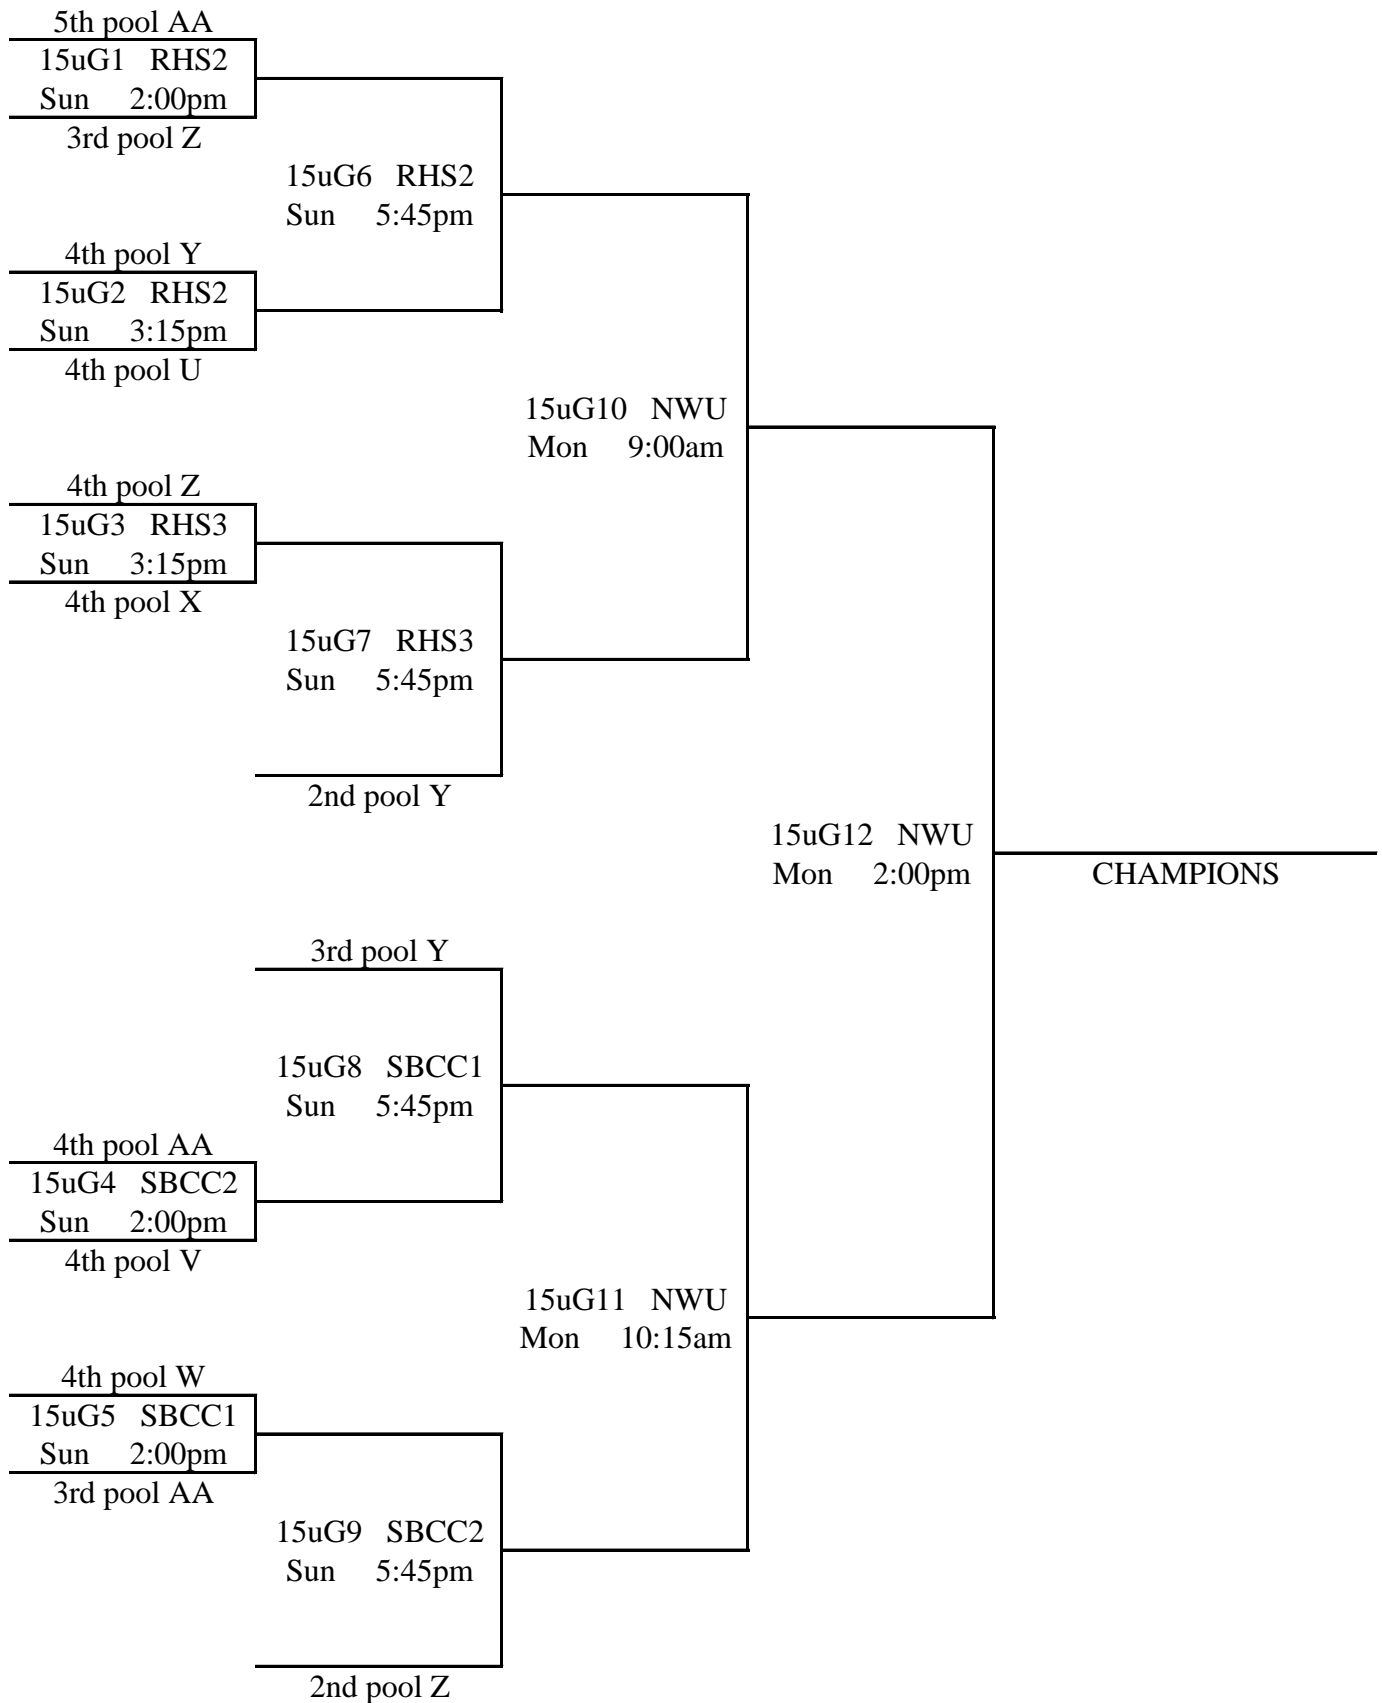 5th pool AA
15uG1 RHS2
Sun 2:00pm
3rd pool Z
15uG6 RHS2
Sun 5:45pm
4th pool Y
15uG2 RHS2
Sun 3:15pm
4th pool U
15uG10 NWU
Mon 9:00am
4th pool Z
15uG3 RHS3
Sun 3:15pm
4th pool X
15uG7 RHS3
Sun 5:45pm
2nd pool Y
15uG12 NWU
Mon 2:00pm
CHAMPIONS
3rd pool Y
15uG8 SBCC1
Sun 5:45pm
4th pool AA
15uG4 SBCC2
Sun 2:00pm
4th pool V
15uG11 NWU
Mon 10:15am
4th pool W
15uG5 SBCC1
Sun 2:00pm
3rd pool AA
15uG9 SBCC2
Sun 5:45pm
2nd pool Z